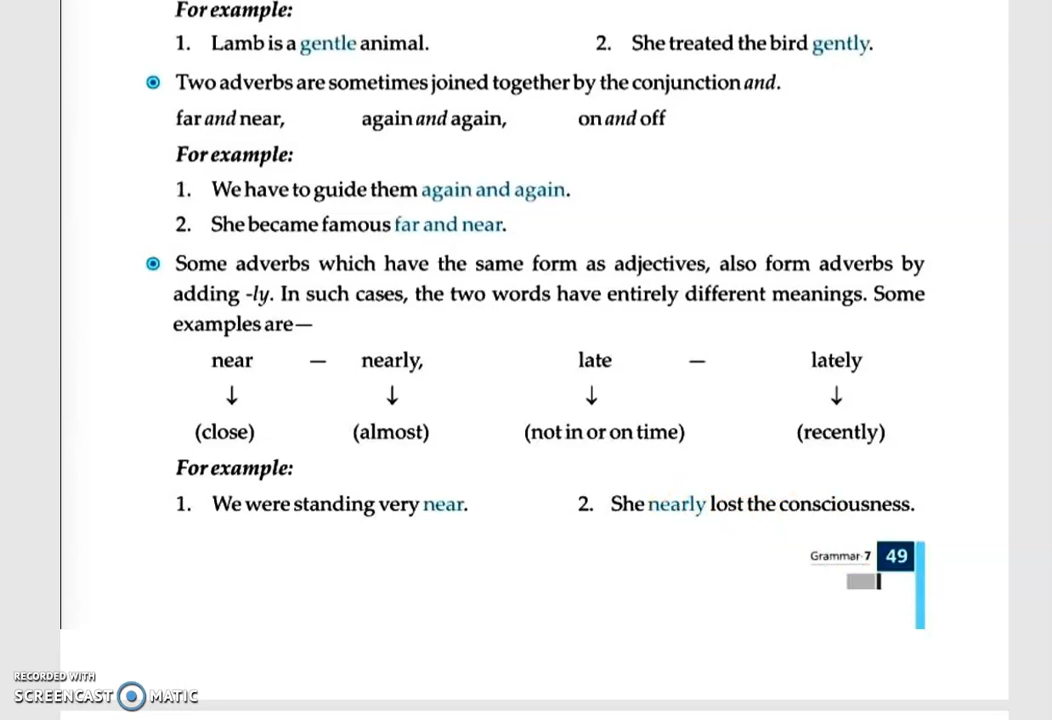 For example:
1. Lamb is a gentle animal. 2. She treated the bird gently.
Two adverbs are sometimes joined together by the conjunction and.
far and near, again and again, on and off
For example:
1. We have to guide them again and again.
2. She became famous far and near.
Some adverbs which have the same form as adjectives, also form adverbs by
adding -ly. In such cases, the two words have entirely different meanings. Some
examples are—
near — nearly, late — lately
↓ ↓ ↓ ↓
(close) (almost) (not in or on time) (recently)
For example:
1. We were standing very near. 2. She nearly lost the consciousness.
Grammar-7 49
RECORDED WITH
SCREENCAST MATIC